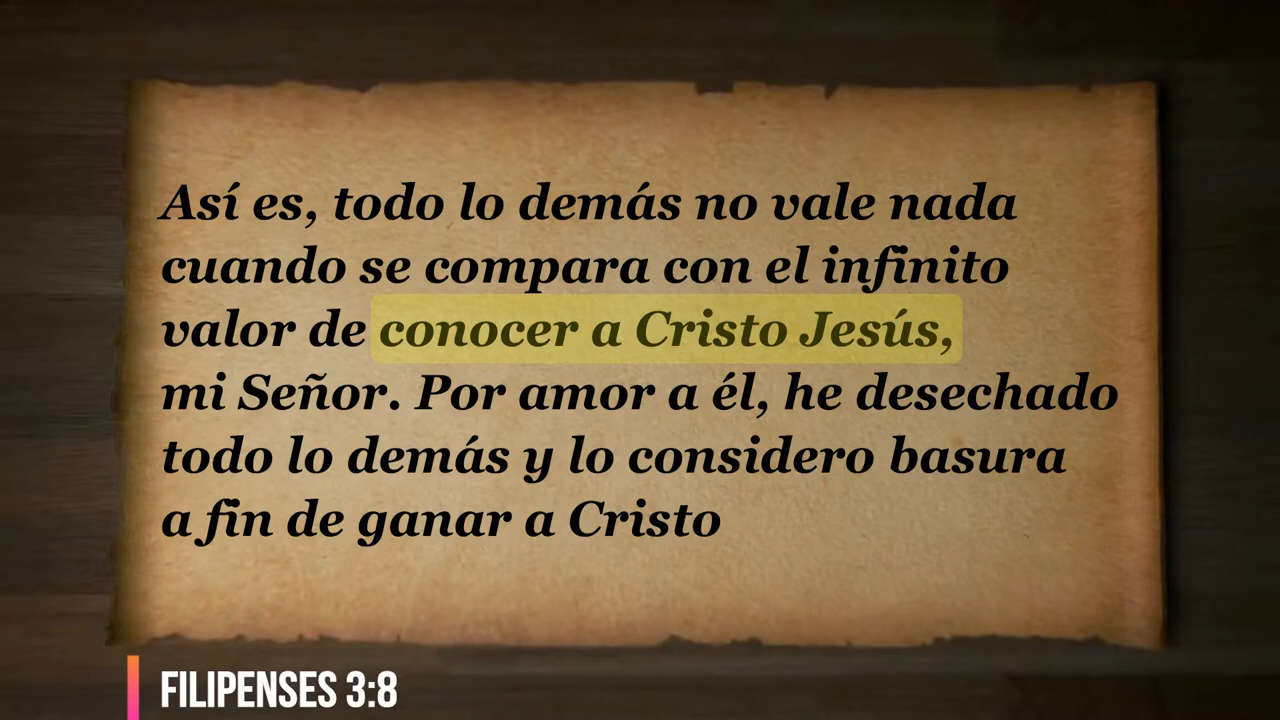 Así es, todo lo demás no vale nada
cuando se compara con el infinito
valor de conocer a Cristo Jesús,
mi Señor. Por amor a él, he desechado
todo lo demás y lo considero basura
a fin de ganar a Cristo
FILIPENSES 3:8